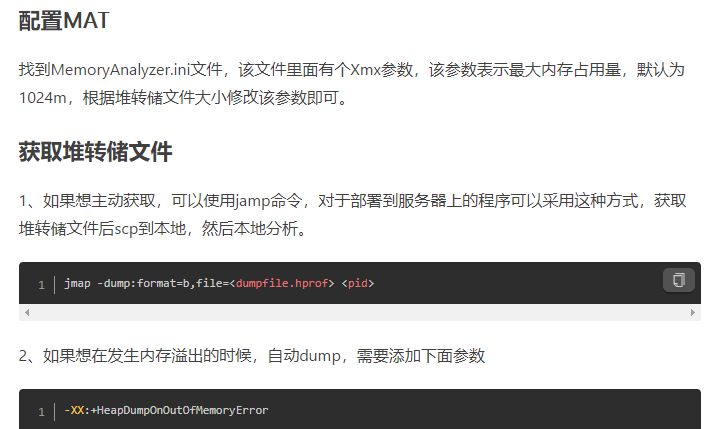 配置MAT
找到MemoryAnalyzer.ini文件，该文件里面有个Xmx参数，该参数表示最大内存占用量，默认为
1024m，根据堆转储文件大小修改该参数即可。
获取堆转储文件
1、如果想主动获取，可以使用jamp命令，对于部署到服务器上的程序可以采用这种方式，获取
堆转储文件后scp到本地，然后本地分析。
1 jmap -dump:format=b,file=<dumpfile.hprof> <pid>
2、如果想在发生内存溢出的时候，自动dump，需要添加下面参数
1 -XX:+HeapDumpOnOutOfMemoryError